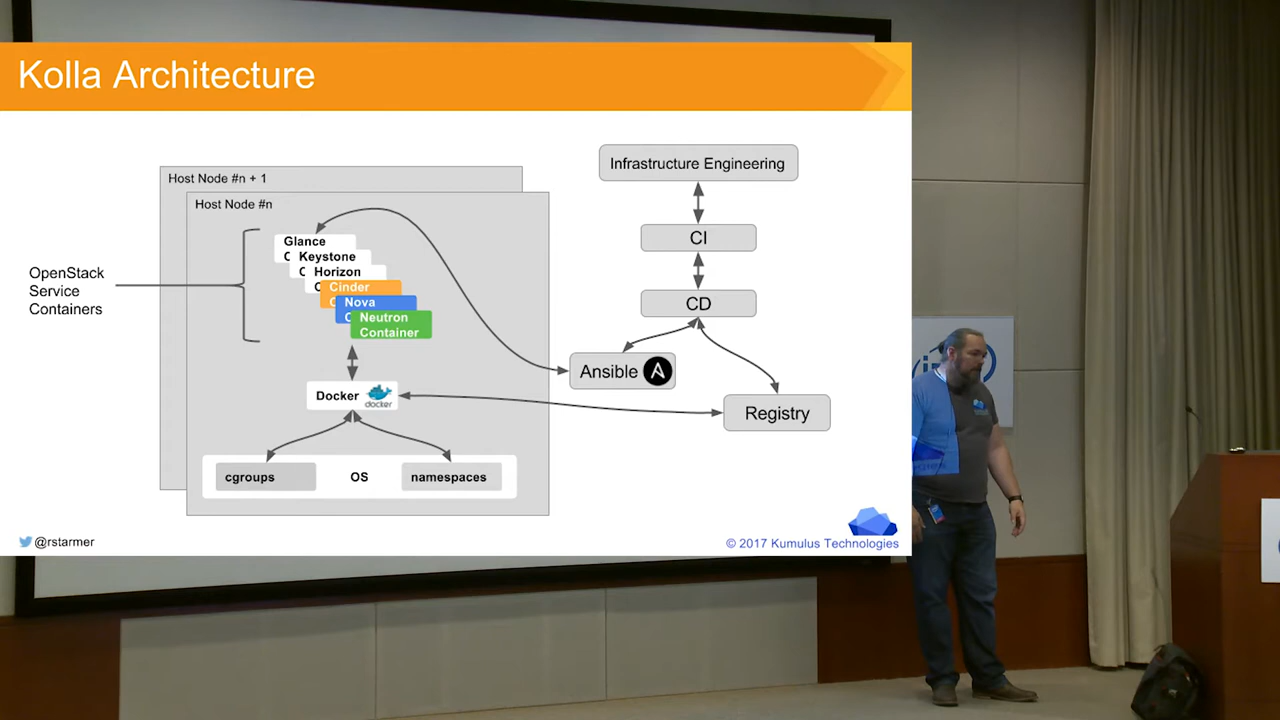 Kolla Architecture
Host Node #n + 1
Host Node #n
Glance
C
Keystone
C
Horizon
C
Cinder
C
Nova
C
Neutron
Container
OpenStack
Service
Containers
Docker
docker
cgroups
OS
namespaces
Infrastructure Engineering
CI
CD
Ansible
A
Registry
@rstarmer
© 2017 Kumulus Technologies